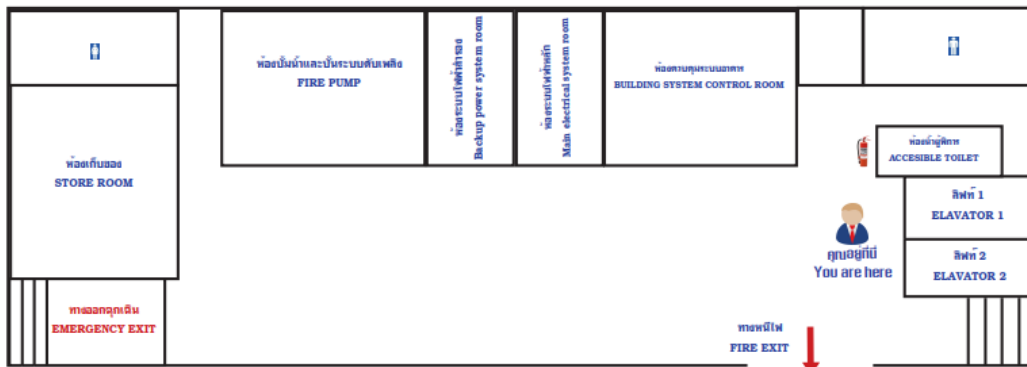 ห้องปั๊มน้ำและปั๊มระบบดับเพลิง
FIRE PUMP
ห้องระบบไฟฟ้าสำรอง
Backup power system room
ห้องระบบไฟฟ้าหลัก
Main electrical system room
ห้องควบคุมระบบอาคาร
BUILDING SYSTEM CONTROL ROOM
ห้องน้ำผู้พิการ
ACCESIBLE TOILET
ห้องเก็บของ
STORE ROOM
ลิฟท์ 1
ELAVATOR 1
คุณอยู่ที่นี่
You are here
ลิฟท์ 2
ELAVATOR 2
ทางออกฉุกเฉิน
EMERGENCY EXIT
ทางหนีไฟ
FIRE EXIT